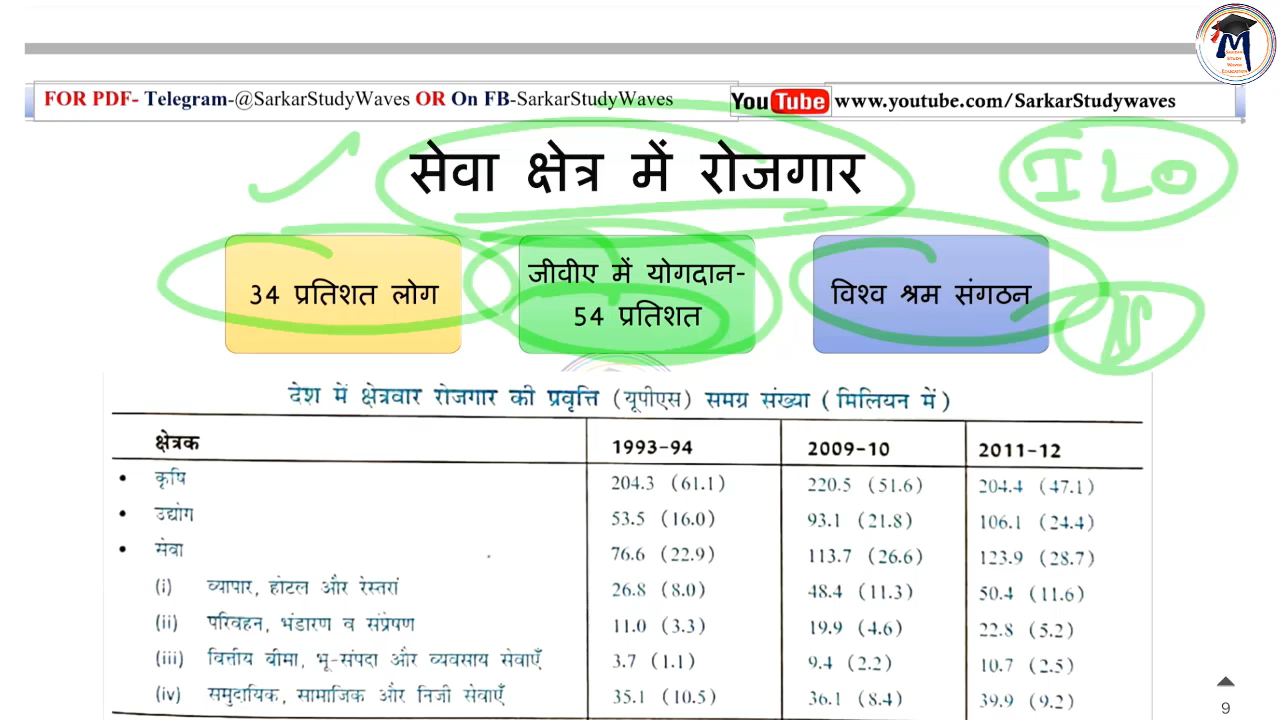 SARKAR
STUDY
WAVES
EDUCATION
FOR PDF- Telegram-@SarkarStudyWaves OR On FB-SarkarStudyWaves
YouTube www.youtube.com/SarkarStudywaves
सेवा क्षेत्र में रोजगार
ILO
34 प्रतिशत लोग
जीवीए में योगदान-
54 प्रतिशत
विश्व श्रम संगठन
देश में क्षेत्रवार रोजगार की प्रवृत्ति (यूपीएस) समग्र संख्या (मिलियन में)
क्षेत्रक 1993-94 2009-10 2011-12
• कृषि 204.3 (61.1) 220.5 (51.6) 204.4 (47.1)
• उद्योग 53.5 (16.0) 93.1 (21.8) 106.1 (24.4)
• सेवा 76.6 (22.9) 113.7 (26.6) 123.9 (28.7)
(i) व्यापार, होटल और रेस्तरां 26.8 (8.0) 48.4 (11.3) 50.4 (11.6)
(ii) परिवहन, भंडारण व संप्रेषण 11.0 (3.3) 19.9 (4.6) 22.8 (5.2)
(iii) वित्तीय बीमा, भू-संपदा और व्यवसाय सेवाएँ 3.7 (1.1) 9.4 (2.2) 10.7 (2.5)
(iv) समुदायिक, सामाजिक और निजी सेवाएँ 35.1 (10.5) 36.1 (8.4) 39.9 (9.2)
9